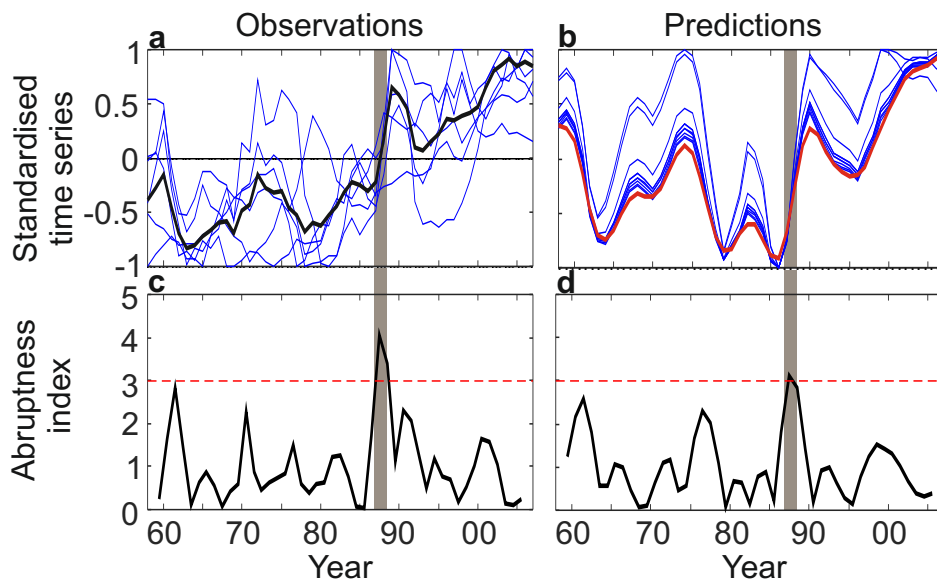 Observations
Predictions
a
b
Standardised
time series
1
0.5
0
-0.5
-1
c
d
Abruptness
index
5
4
3
2
1
0
60 70 80 90 00
60 70 80 90 00
Year
Year